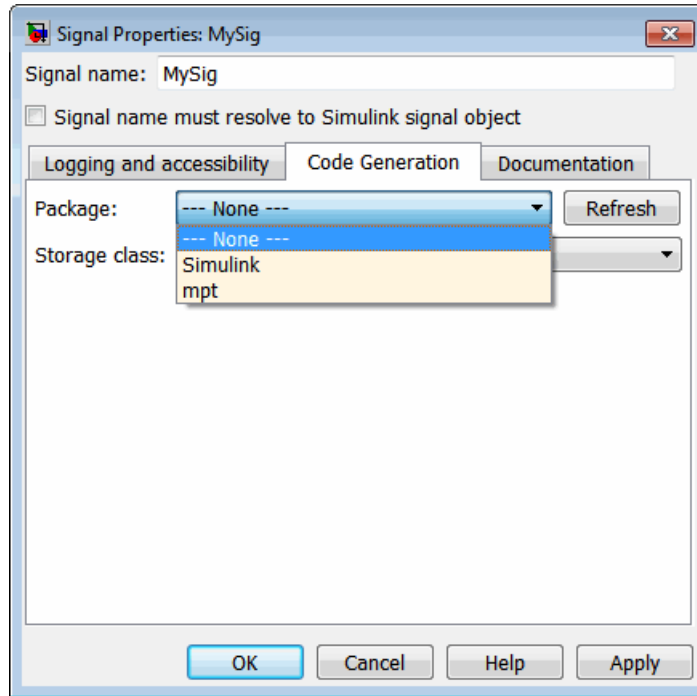 Signal Properties: MySig
Signal name: MySig
Signal name must resolve to Simulink signal object
Logging and accessibility Code Generation Documentation
Package: --- None --- Refresh
--- None ---
Storage class:
Simulink
mpt
OK Cancel Help Apply